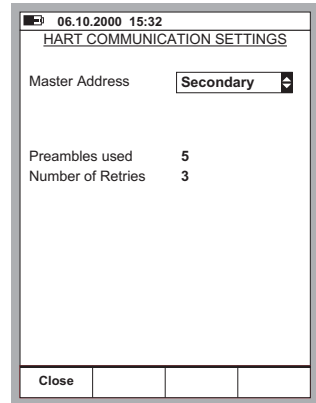 06.10.2000 15:32
HART COMMUNICATION SETTINGS
Master Address Secondary
Preambles used 5
Number of Retries 3
Close